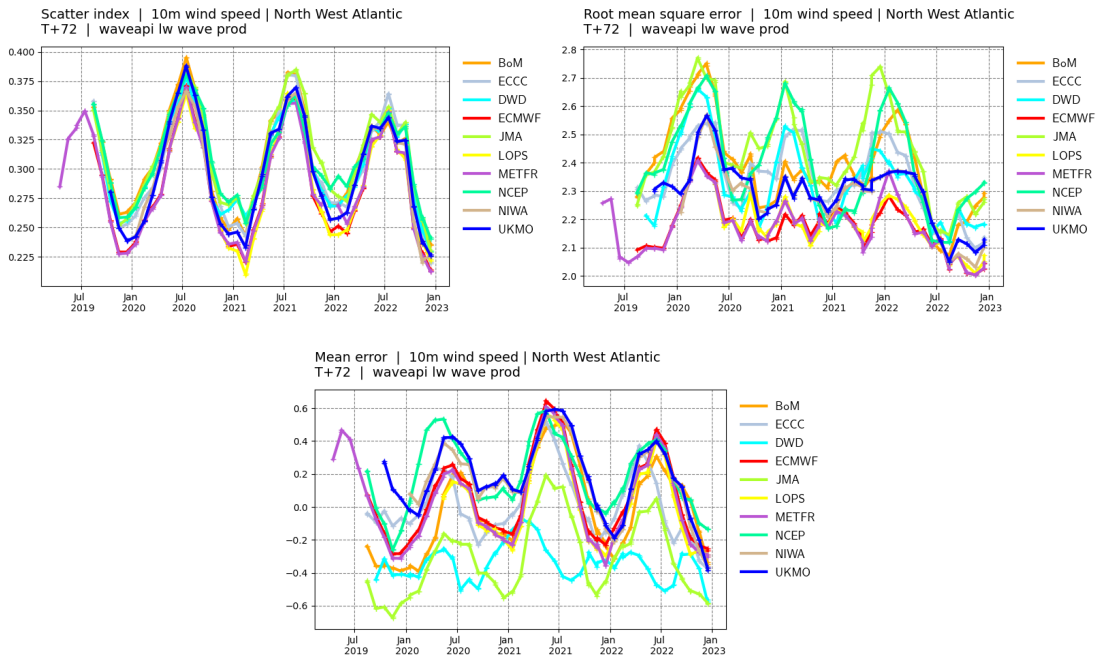 Scatter index | 10m wind speed | North West Atlantic
T+72 | waveapi lw wave prod
0.400
0.375
0.350
0.325
0.300
0.275
0.250
0.225
Jul 2019
Jan 2020
Jul 2020
Jan 2021
Jul 2021
Jan 2022
Jul 2022
Jan 2023
BoM
ECCC
DWD
ECMWF
JMA
LOPS
METFR
NCEP
NIWA
UKMO
Root mean square error | 10m wind speed | North West Atlantic
T+72 | waveapi lw wave prod
2.8
2.7
2.6
2.5
2.4
2.3
2.2
2.1
2.0
Jul 2019
Jan 2020
Jul 2020
Jan 2021
Jul 2021
Jan 2022
Jul 2022
Jan 2023
BoM
ECCC
DWD
ECMWF
JMA
LOPS
METFR
NCEP
NIWA
UKMO
Mean error | 10m wind speed | North West Atlantic
T+72 | waveapi lw wave prod
0.6
0.4
0.2
0.0
−0.2
−0.4
−0.6
Jul 2019
Jan 2020
Jul 2020
Jan 2021
Jul 2021
Jan 2022
Jul 2022
Jan 2023
BoM
ECCC
DWD
ECMWF
JMA
LOPS
METFR
NCEP
NIWA
UKMO